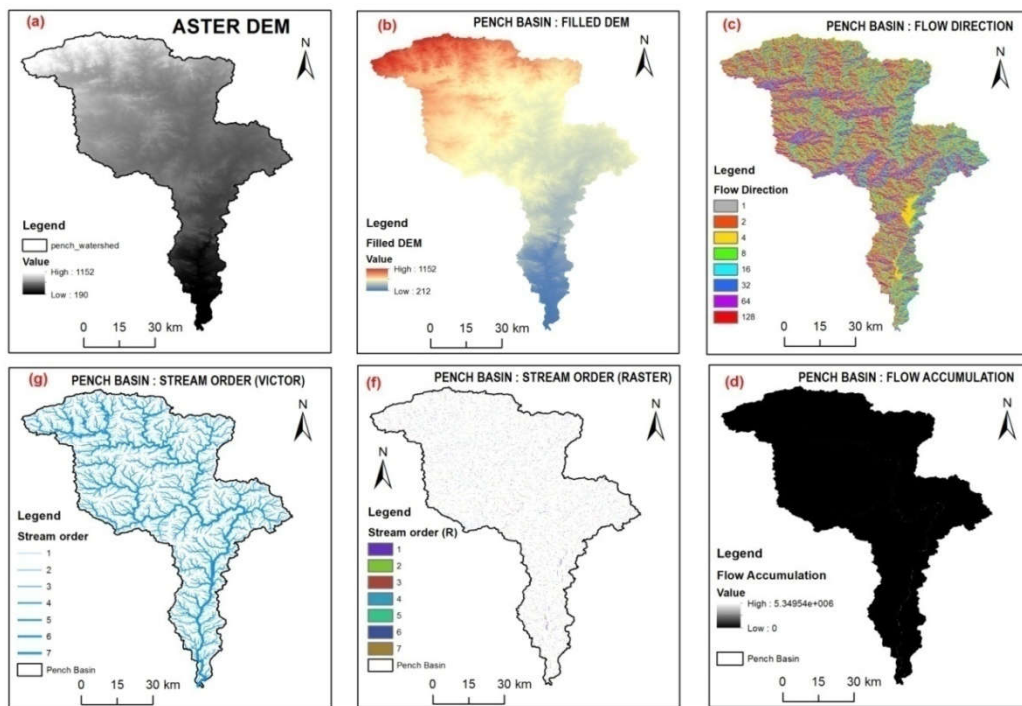 (a)
ASTER DEM
N
Legend
pench_watershed
Value
High : 1152
Low : 190
0 15 30 km
(b)
PENCH BASIN : FILLED DEM
N
Legend
Filled DEM
Value
High : 1152
Low : 212
0 15 30 km
(c)
PENCH BASIN : FLOW DIRECTION
N
Legend
Flow Direction
1
2
4
8
16
32
64
128
0 15 30 km
(g)
PENCH BASIN : STREAM ORDER (VICTOR)
N
Legend
Stream order
1
2
3
4
5
6
7
Pench Basin
0 15 30 km
(f)
PENCH BASIN : STREAM ORDER (RASTER)
N
N
Legend
Stream order (R)
1
2
3
4
5
6
7
Pench Basin
0 15 30 km
(d)
PENCH BASIN : FLOW ACCUMULATION
N
Legend
Flow Accumulation
Value
High : 5.34954e+006
Low : 0
Pench Basin
0 15 30 km